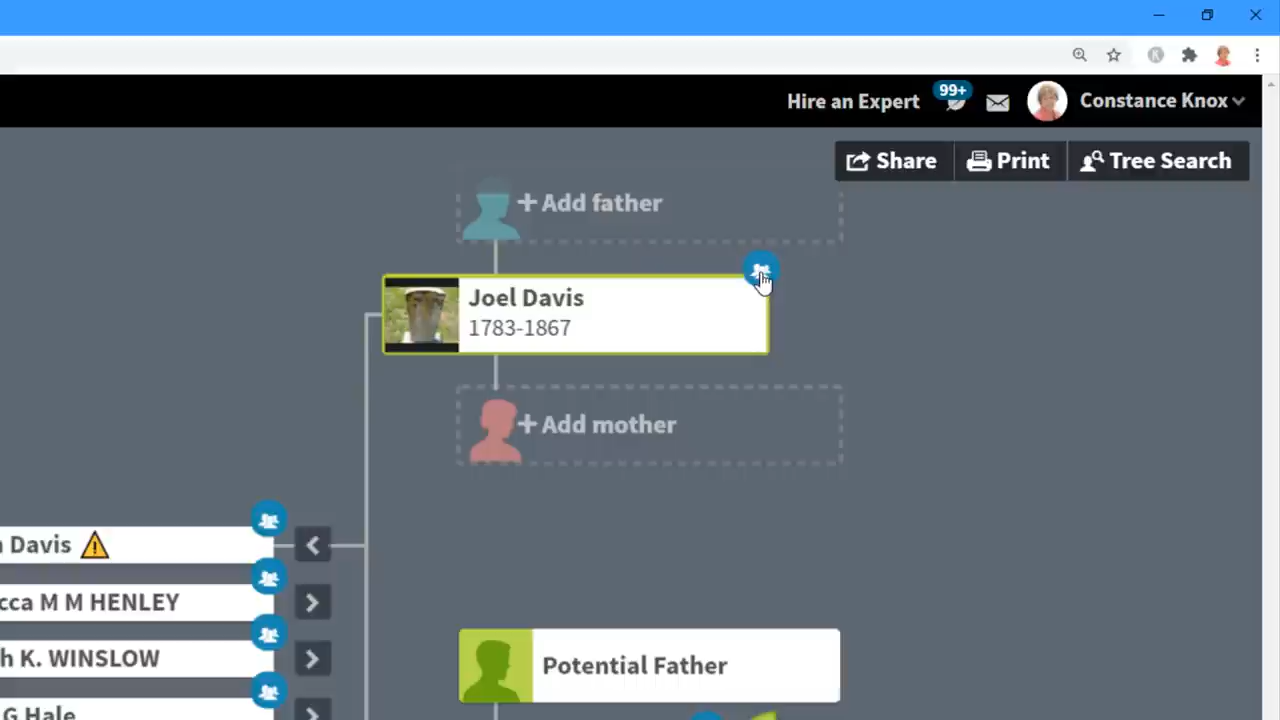 K
99+
Hire an Expert
Constance Knox
Share
Print
Tree Search
+ Add father
Joel Davis
1783-1867
+ Add mother
Davis
cca M M HENLEY
h K. WINSLOW
G Hale
Potential Father